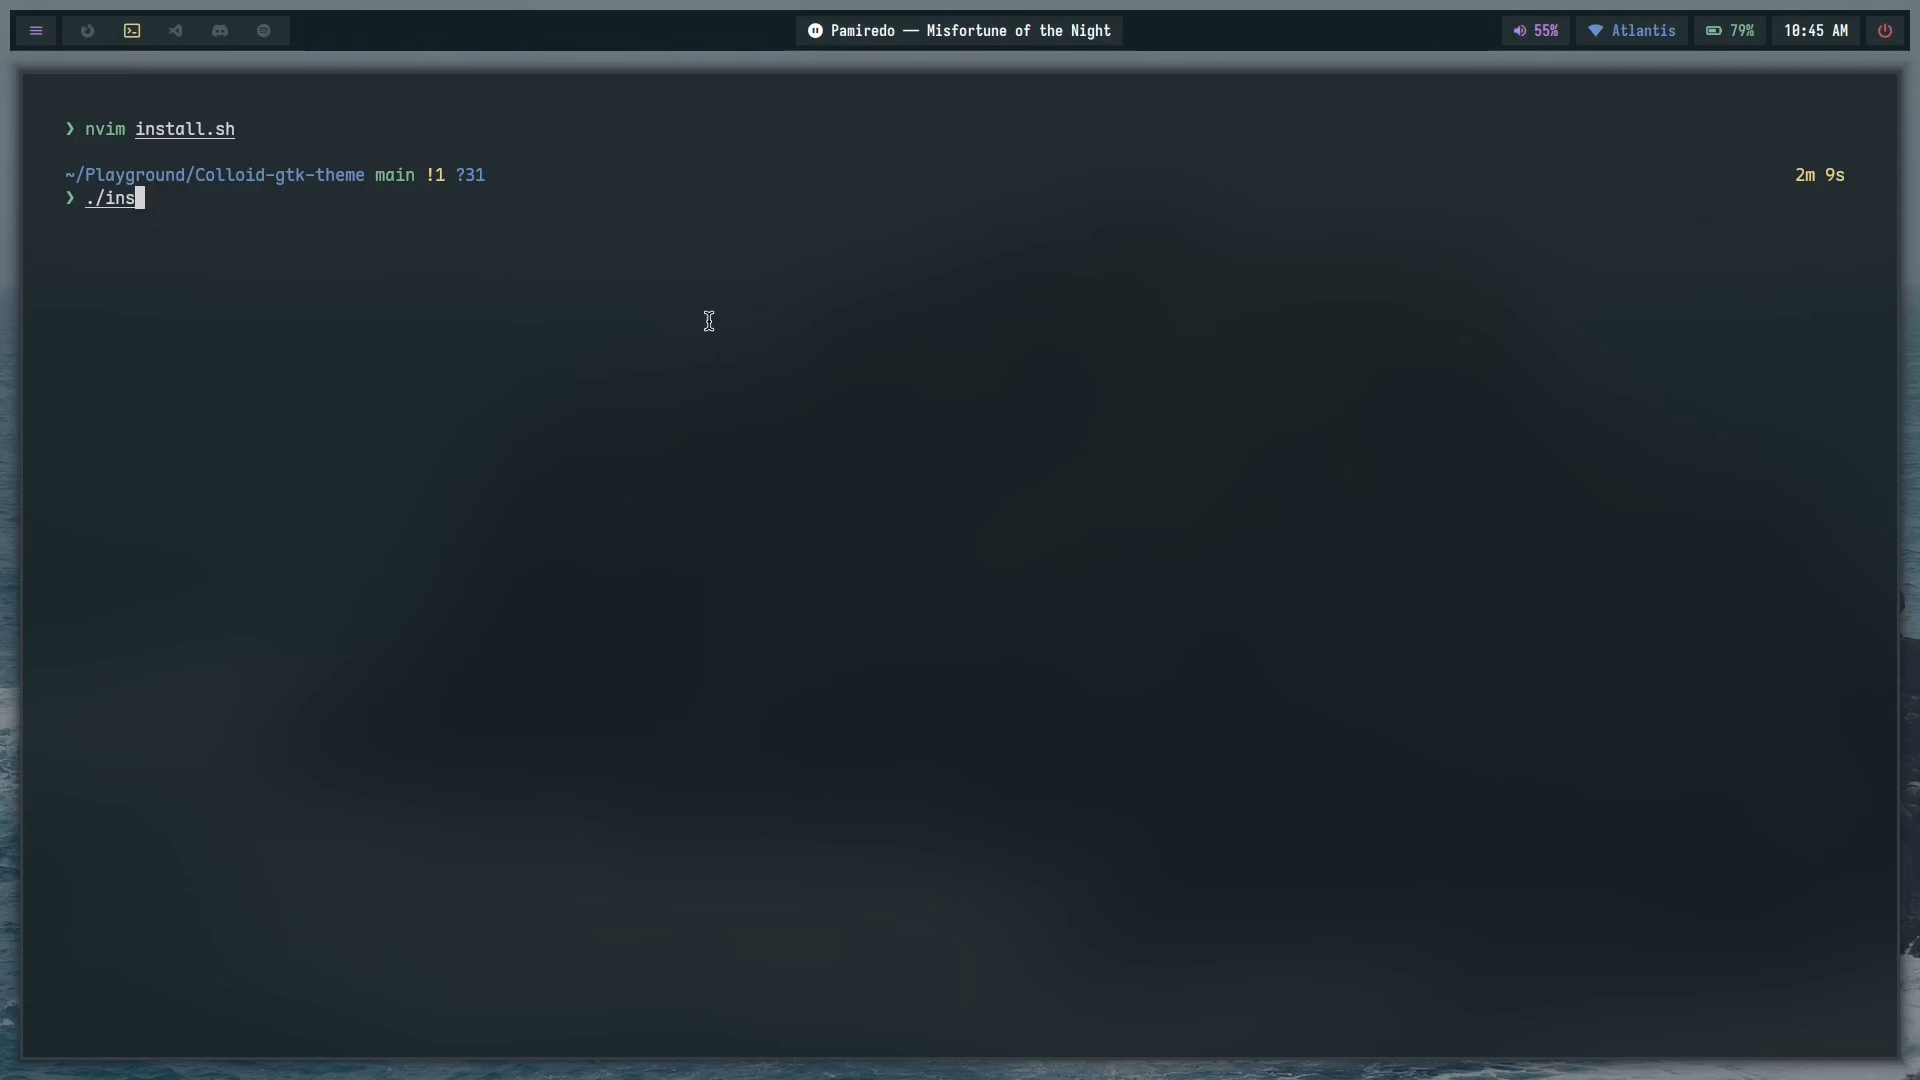 Pamiredo — Misfortune of the Night
55%
Atlantis
79%
10:45 AM
❯ nvim install.sh
~/Playground/Colloid-gtk-theme main !1 ?31
2m 9s
❯ ./ins